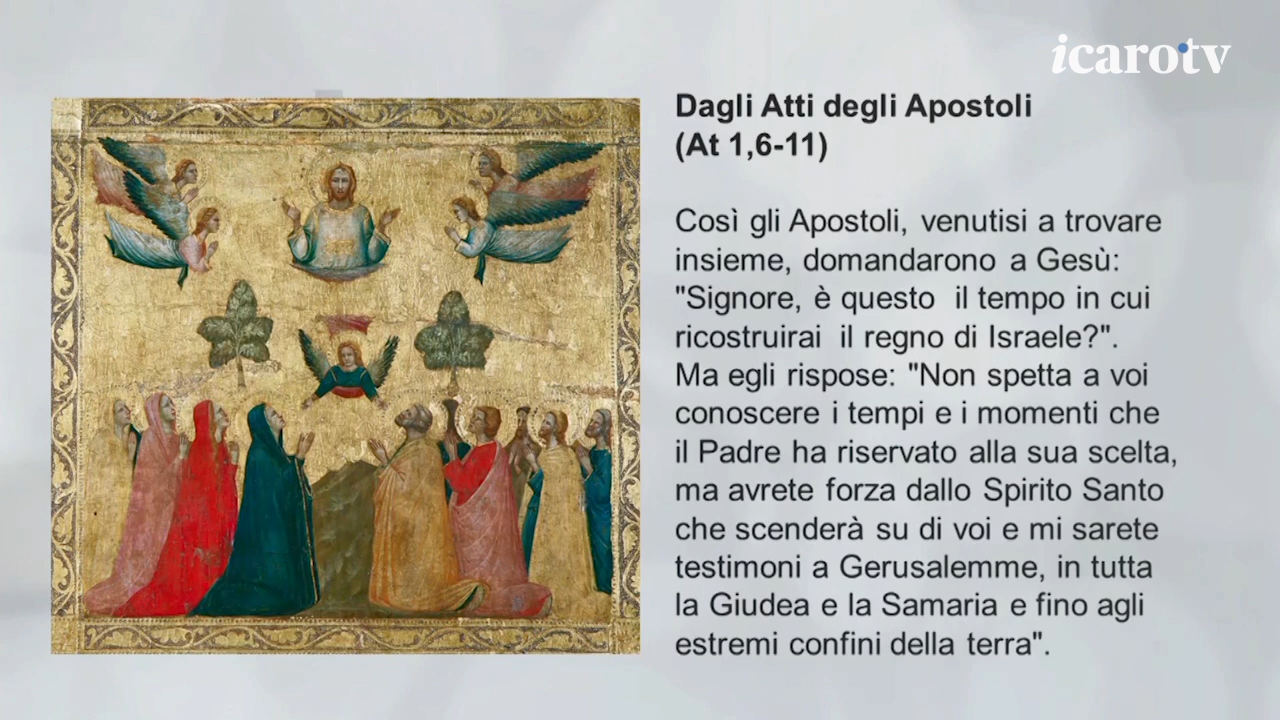 icarotv
Dagli Atti degli Apostoli
(At 1,6-11)
Così gli Apostoli, venutisi a trovare
insieme, domandarono a Gesù:
"Signore, è questo il tempo in cui
ricostruirai il regno di Israele?".
Ma egli rispose: "Non spetta a voi
conoscere i tempi e i momenti che
il Padre ha riservato alla sua scelta,
ma avrete forza dallo Spirito Santo
che scenderà su di voi e mi sarete
testimoni a Gerusalemme, in tutta
la Giudea e la Samaria e fino agli
estremi confini della terra".